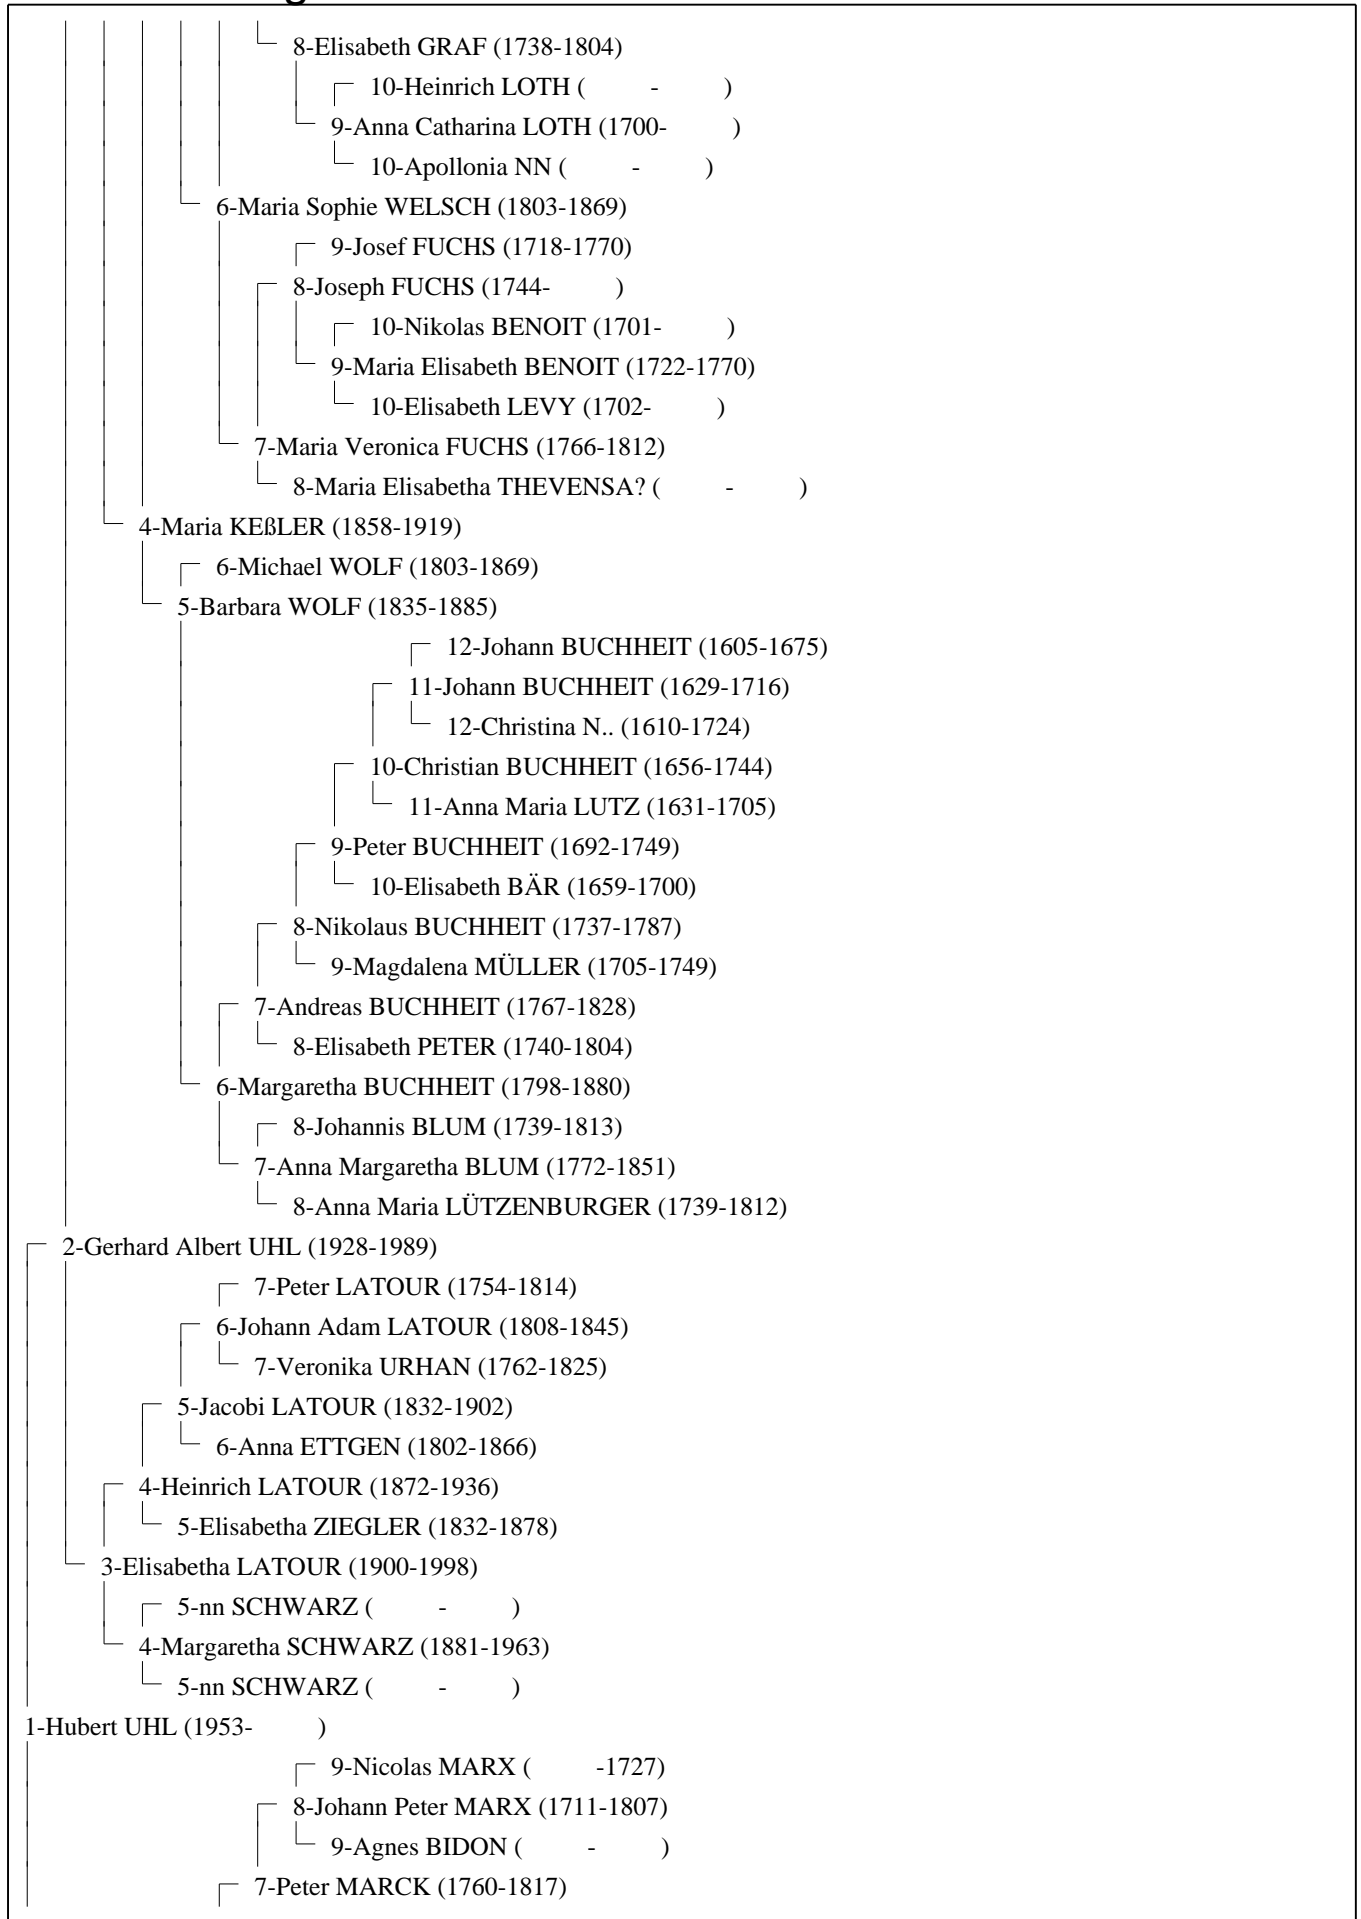 8-Elisabeth GRAF (1738-1804)
10-Heinrich LOTH ( - )
9-Anna Catharina LOTH (1700- )
10-Apollonia NN ( - )
6-Maria Sophie WELSCH (1803-1869)
9-Josef FUCHS (1718-1770)
8-Joseph FUCHS (1744- )
10-Nikolas BENOIT (1701- )
9-Maria Elisabeth BENOIT (1722-1770)
10-Elisabeth LEVY (1702- )
7-Maria Veronica FUCHS (1766-1812)
8-Maria Elisabetha THEVENSA? ( - )
4-Maria KEßLER (1858-1919)
6-Michael WOLF (1803-1869)
5-Barbara WOLF (1835-1885)
12-Johann BUCHHEIT (1605-1675)
11-Johann BUCHHEIT (1629-1716)
12-Christina N.. (1610-1724)
10-Christian BUCHHEIT (1656-1744)
11-Anna Maria LUTZ (1631-1705)
9-Peter BUCHHEIT (1692-1749)
10-Elisabeth BÄR (1659-1700)
8-Nikolaus BUCHHEIT (1737-1787)
9-Magdalena MÜLLER (1705-1749)
7-Andreas BUCHHEIT (1767-1828)
8-Elisabeth PETER (1740-1804)
6-Margaretha BUCHHEIT (1798-1880)
8-Johannis BLUM (1739-1813)
7-Anna Margaretha BLUM (1772-1851)
8-Anna Maria LÜTZENBURGER (1739-1812)
2-Gerhard Albert UHL (1928-1989)
7-Peter LATOUR (1754-1814)
6-Johann Adam LATOUR (1808-1845)
7-Veronika URHAN (1762-1825)
5-Jacobi LATOUR (1832-1902)
6-Anna ETTGEN (1802-1866)
4-Heinrich LATOUR (1872-1936)
5-Elisabetha ZIEGLER (1832-1878)
3-Elisabetha LATOUR (1900-1998)
5-nn SCHWARZ ( - )
4-Margaretha SCHWARZ (1881-1963)
5-nn SCHWARZ ( - )
1-Hubert UHL (1953- )
9-Nicolas MARX ( -1727)
8-Johann Peter MARX (1711-1807)
9-Agnes BIDON ( - )
7-Peter MARCK (1760-1817)